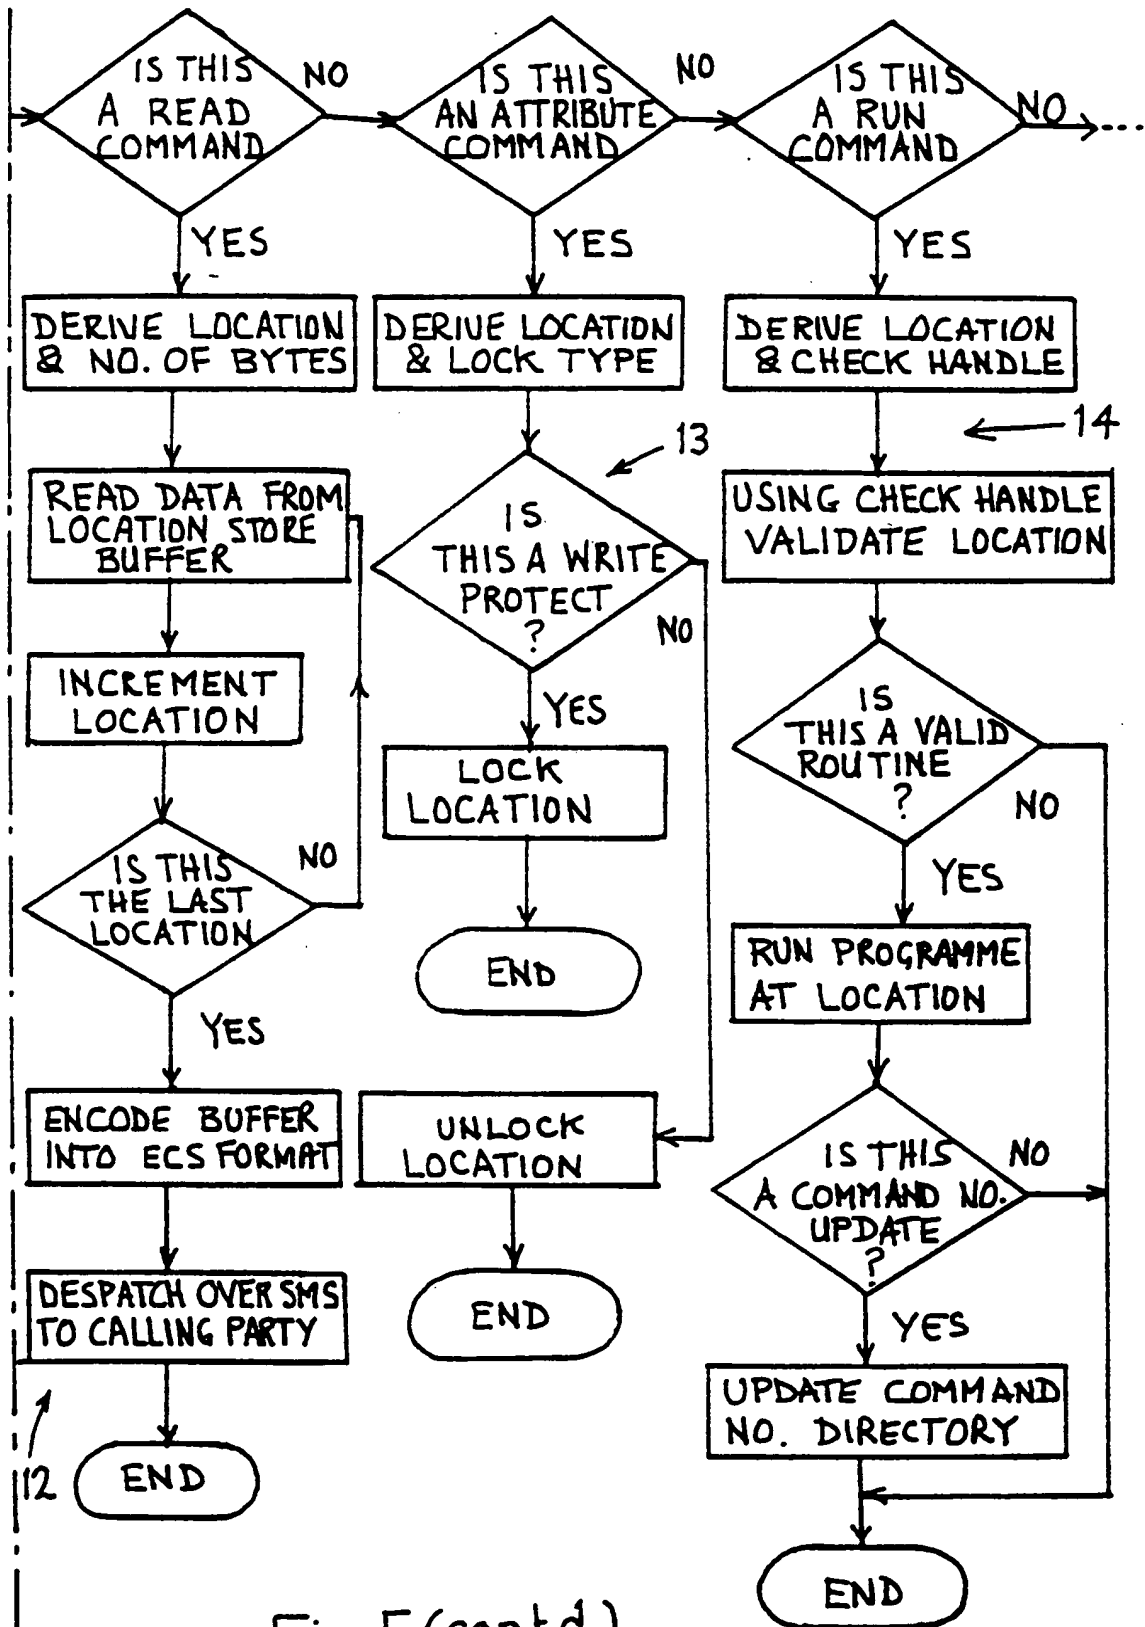 IS THIS
A READ
COMMAND
NO
YES
DERIVE LOCATION
& NO. OF BYTES
READ DATA FROM
LOCATION STORE
BUFFER
INCREMENT
LOCATION
IS THIS
THE LAST
LOCATION
NO
YES
ENCODE BUFFER
INTO ECS FORMAT
DESPATCH OVER SMS
TO CALLING PARTY
12
END
IS THIS
AN ATTRIBUTE
COMMAND
NO
YES
DERIVE LOCATION
& LOCK TYPE
13
IS
THIS A WRITE
PROTECT
?
NO
YES
LOCK
LOCATION
END
UNLOCK
LOCATION
END
IS THIS
A RUN
COMMAND
NO
YES
DERIVE LOCATION
& CHECK HANDLE
14
USING CHECK HANDLE
VALIDATE LOCATION
IS
THIS A VALID
ROUTINE
?
NO
YES
RUN PROGRAMME
AT LOCATION
IS THIS
A COMMAND NO.
UPDATE
?
NO
YES
UPDATE COMMAND
NO. DIRECTORY
END
Fig. 5 (cont'd)